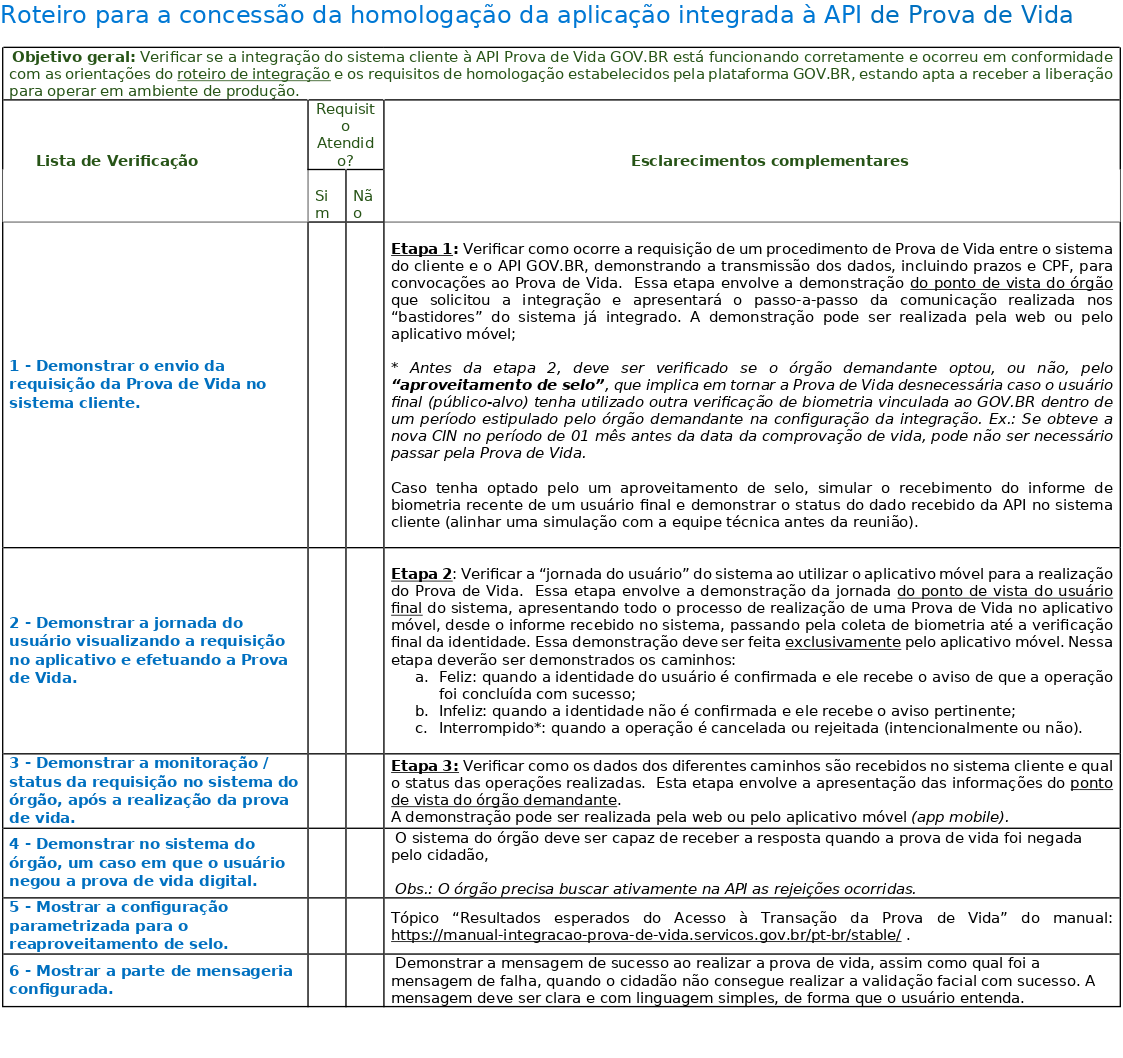 Roteiro para a concessão da homologação da aplicação integrada à API de Prova de Vida
Objetivo geral: Verificar se a integração do sistema cliente à API Prova de Vida GOV.BR está funcionando corretamente e ocorreu em conformidade
com as orientações do roteiro de integração e os requisitos de homologação estabelecidos pela plataforma GOV.BR, estando apta a receber a liberação
para operar em ambiente de produção.
Lista de Verificação
Requisit
o
Atendid
o?
Si
m
Nã
o
Esclarecimentos complementares
1 - Demonstrar o envio da
requisição da Prova de Vida no
sistema cliente.
Etapa 1: Verificar como ocorre a requisição de um procedimento de Prova de Vida entre o sistema
do cliente e o API GOV.BR, demonstrando a transmissão dos dados, incluindo prazos e CPF, para
convocações ao Prova de Vida. Essa etapa envolve a demonstração do ponto de vista do órgão
que solicitou a integração e apresentará o passo-a-passo da comunicação realizada nos
“bastidores” do sistema já integrado. A demonstração pode ser realizada pela web ou pelo
aplicativo móvel;
* Antes da etapa 2, deve ser verificado se o órgão demandante optou, ou não, pelo
“aproveitamento de selo”, que implica em tornar a Prova de Vida desnecessária caso o usuário
final (público-alvo) tenha utilizado outra verificação de biometria vinculada ao GOV.BR dentro de
um período estipulado pelo órgão demandante na configuração da integração. Ex.: Se obteve a
nova CIN no período de 01 mês antes da data da comprovação de vida, pode não ser necessário
passar pela Prova de Vida.
Caso tenha optado pelo um aproveitamento de selo, simular o recebimento do informe de
biometria recente de um usuário final e demonstrar o status do dado recebido da API no sistema
cliente (alinhar uma simulação com a equipe técnica antes da reunião).
2 - Demonstrar a jornada do
usuário visualizando a requisição
no aplicativo e efetuando a Prova
de Vida.
Etapa 2: Verificar a “jornada do usuário” do sistema ao utilizar o aplicativo móvel para a realização
do Prova de Vida. Essa etapa envolve a demonstração da jornada do ponto de vista do usuário
final do sistema, apresentando todo o processo de realização de uma Prova de Vida no aplicativo
móvel, desde o informe recebido no sistema, passando pela coleta de biometria até a verificação
final da identidade. Essa demonstração deve ser feita exclusivamente pelo aplicativo móvel. Nessa
etapa deverão ser demonstrados os caminhos:
a. Feliz: quando a identidade do usuário é confirmada e ele recebe o aviso de que a operação
foi concluída com sucesso;
b. Infeliz: quando a identidade não é confirmada e ele recebe o aviso pertinente;
c. Interrompido*: quando a operação é cancelada ou rejeitada (intencionalmente ou não).
3 - Demonstrar a monitoração /
status da requisição no sistema do
órgão, após a realização da prova
de vida.
Etapa 3: Verificar como os dados dos diferentes caminhos são recebidos no sistema cliente e qual
o status das operações realizadas. Esta etapa envolve a apresentação das informações do ponto
de vista do órgão demandante.
A demonstração pode ser realizada pela web ou pelo aplicativo móvel (app mobile).
4 - Demonstrar no sistema do
órgão, um caso em que o usuário
negou a prova de vida digital.
O sistema do órgão deve ser capaz de receber a resposta quando a prova de vida foi negada
pelo cidadão,
Obs.: O órgão precisa buscar ativamente na API as rejeições ocorridas.
5 - Mostrar a configuração
parametrizada para o
reaproveitamento de selo.
Tópico “Resultados esperados do Acesso à Transação da Prova de Vida” do manual:
https://manual-integracao-prova-de-vida.servicos.gov.br/pt-br/stable/ .
6 - Mostrar a parte de mensageria
configurada.
Demonstrar a mensagem de sucesso ao realizar a prova de vida, assim como qual foi a
mensagem de falha, quando o cidadão não consegue realizar a validação facial com sucesso. A
mensagem deve ser clara e com linguagem simples, de forma que o usuário entenda.